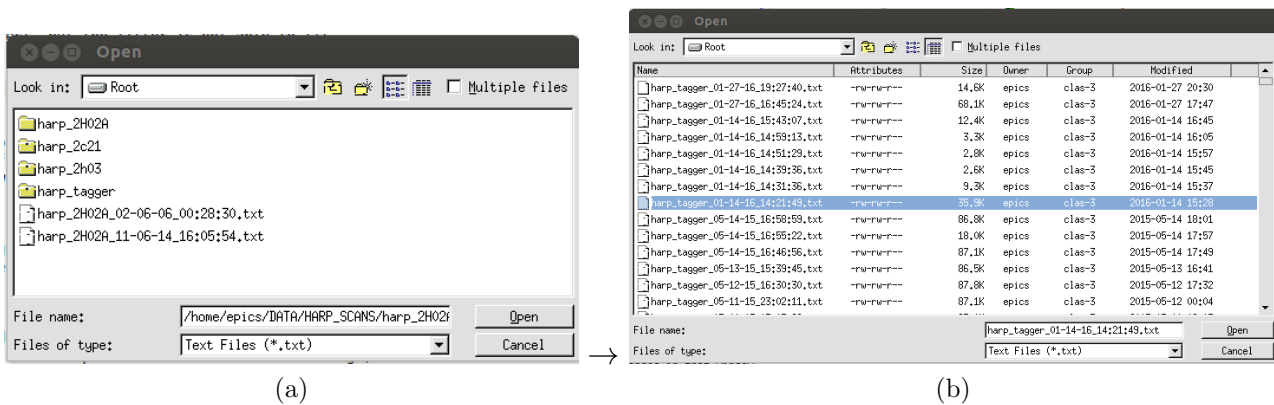 Open
Look in: Root Multiple files
harp_2H02A
harp_2c21
harp_2h03
harp_tagger
harp_2H02A_02-06-06_00:28:30.txt
harp_2H02A_11-06-14_16:05:54.txt
File name: /home/epics/DATA/HARP_SCANS/harp_2H02A Open
Files of type: Text Files (*.txt) Cancel
(a)
→
Open
Look in: Root Multiple files
Name Attributes Size Owner Group Modified
harp_tagger_01-27-16_19:27:40.txt -rw-rw-r-- 14.6K epics clas-3 2016-01-27 20:30
harp_tagger_01-27-16_16:45:24.txt -rw-rw-r-- 68.1K epics clas-3 2016-01-27 17:47
harp_tagger_01-14-16_15:43:07.txt -rw-rw-r-- 12.4K epics clas-3 2016-01-14 16:45
harp_tagger_01-14-16_14:59:13.txt -rw-rw-r-- 3.3K epics clas-3 2016-01-14 16:05
harp_tagger_01-14-16_14:51:29.txt -rw-rw-r-- 2.8K epics clas-3 2016-01-14 15:57
harp_tagger_01-14-16_14:39:36.txt -rw-rw-r-- 2.6K epics clas-3 2016-01-14 15:45
harp_tagger_01-14-16_14:31:36.txt -rw-rw-r-- 9.3K epics clas-3 2016-01-14 15:37
harp_tagger_01-14-16_14:21:49.txt -rw-rw-r-- 35.9K epics clas-3 2016-01-14 15:28
harp_tagger_05-14-15_16:58:59.txt -rw-rw-r-- 86.8K epics clas-3 2015-05-14 18:01
harp_tagger_05-14-15_16:55:22.txt -rw-rw-r-- 18.0K epics clas-3 2015-05-14 17:57
harp_tagger_05-14-15_16:46:56.txt -rw-rw-r-- 87.1K epics clas-3 2015-05-14 17:49
harp_tagger_05-13-15_15:39:45.txt -rw-rw-r-- 86.5K epics clas-3 2015-05-13 16:41
harp_tagger_05-12-15_16:30:30.txt -rw-rw-r-- 87.8K epics clas-3 2015-05-12 17:32
harp_tagger_05-11-15_23:02:11.txt -rw-rw-r-- 87.1K epics clas-3 2015-05-12 00:04
File name: harp_tagger_01-14-16_14:21:49.txt Open
Files of type: Text Files (*.txt) Cancel
(b)